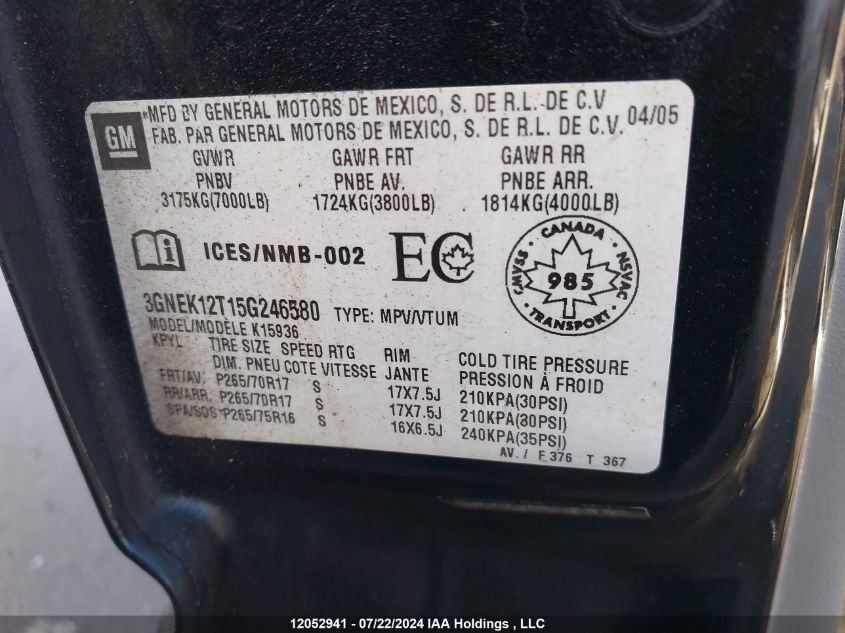 *MFD BY GENERAL MOTORS DE MEXICO, S. DE R.L. DE C.V
FAB. PAR GENERAL MOTORS DE MEXICO, S. DE R.L. DE C.V. 04/05
GM
GVWR GAWR FRT GAWR RR
PNBV PNBE AV. PNBE ARR.
3175KG(7000LB) 1724KG(3800LB) 1814KG(4000LB)
i ICES/NMB-002 EC CANADA CMVSS NSVAC 985 TRANSPORT
3GNEK12T15G246580 TYPE: MPV/VTUM
MODEL/MODÈLE K15936
KPYL TIRE SIZE SPEED RTG RIM COLD TIRE PRESSURE
DIM. PNEU COTE VITESSE JANTE PRESSION À FROID
FRT/AV. P265/70R17 S 17X7.5J 210KPA(30PSI)
RR/ARR. P265/70R17 S 17X7.5J 210KPA(30PSI)
SPA/SOS P265/75R16 S 16X6.5J 240KPA(35PSI)
AV. / F 376 T 367
12052941 - 07/22/2024 IAA Holdings , LLC